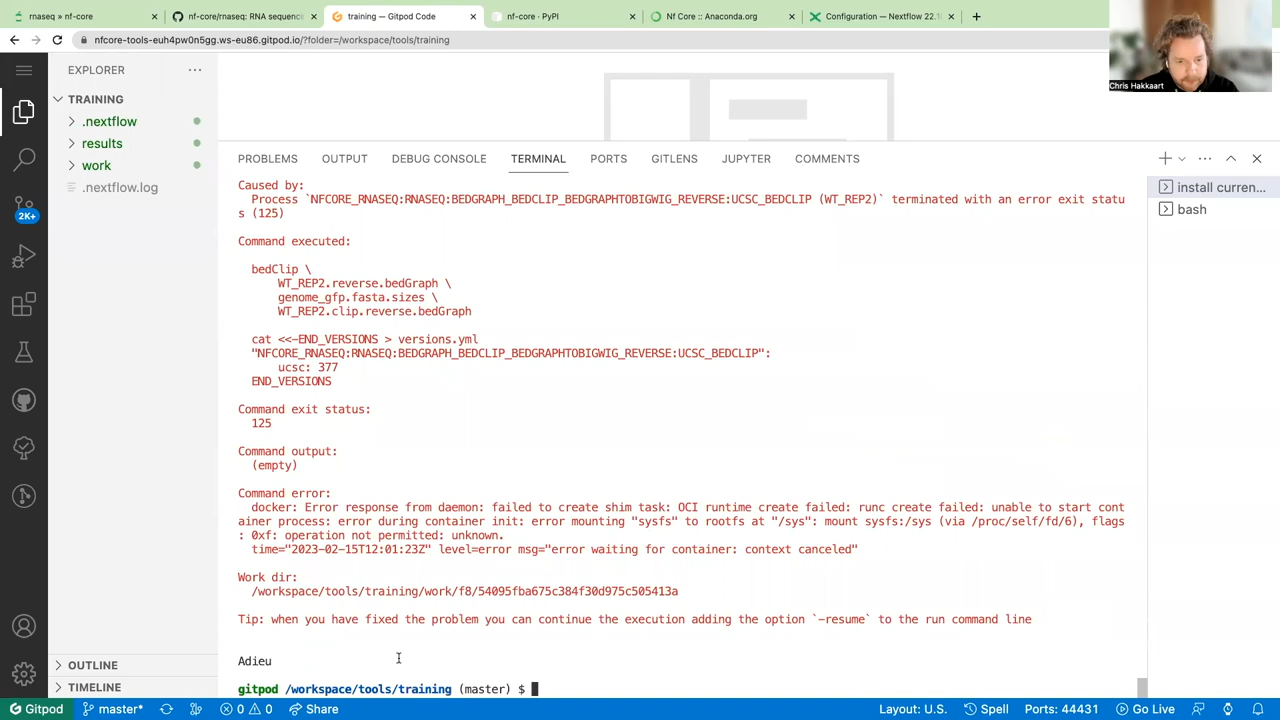 rnaseq » nf-core
nf-core/rnaseq: RNA sequenc
training — Gitpod Code
nf-core · PyPI
Nf Core :: Anaconda.org
Configuration — Nextflow 22.1
nfcore-tools-euh4pw0n5gg.ws-eu86.gitpod.io/?folder=/workspace/tools/training
Chris Hakkaart
EXPLORER
TRAINING
.nextflow
results
work
.nextflow.log
2K+
OUTLINE
TIMELINE
PROBLEMS OUTPUT DEBUG CONSOLE TERMINAL PORTS GITLENS JUPYTER COMMENTS
install curren...
bash
Caused by:
Process `NFCORE_RNASEQ:RNASEQ:BEDGRAPH_BEDCLIP_BEDGRAPHTOBIGWIG_REVERSE:UCSC_BEDCLIP (WT_REP2)` terminated with an error exit statu
s (125)
Command executed:
bedClip \
WT_REP2.reverse.bedGraph \
genome_gfp.fasta.sizes \
WT_REP2.clip.reverse.bedGraph
cat <<-END_VERSIONS > versions.yml
"NFCORE_RNASEQ:RNASEQ:BEDGRAPH_BEDCLIP_BEDGRAPHTOBIGWIG_REVERSE:UCSC_BEDCLIP":
ucsc: 377
END_VERSIONS
Command exit status:
125
Command output:
(empty)
Command error:
docker: Error response from daemon: failed to create shim task: OCI runtime create failed: runc create failed: unable to start cont
ainer process: error during container init: error mounting "sysfs" to rootfs at "/sys": mount sysfs:/sys (via /proc/self/fd/6), flags
: 0xf: operation not permitted: unknown.
time="2023-02-15T12:01:23Z" level=error msg="error waiting for container: context canceled"
Work dir:
/workspace/tools/training/work/f8/54095fba675c384f30d975c505413a
Tip: when you have fixed the problem you can continue the execution adding the option `-resume` to the run command line
Adieu
gitpod /workspace/tools/training (master) $
Gitpod master* 0 0 Share Layout: U.S. Spell Ports: 44431 Go Live